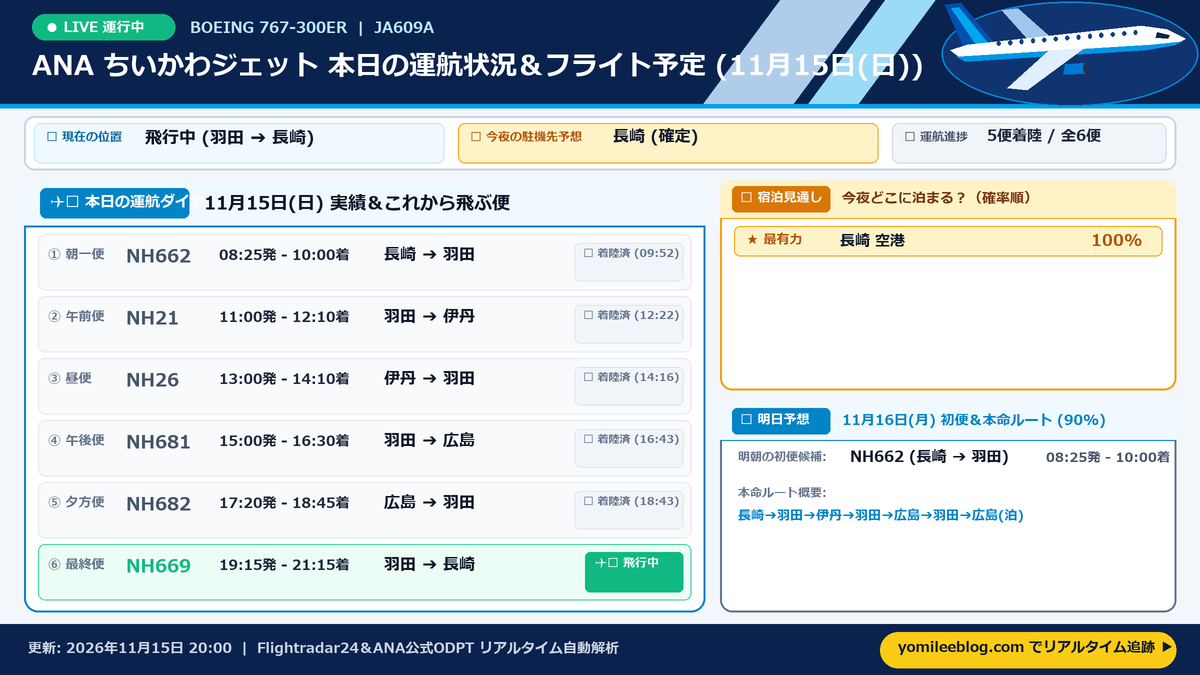 ● LIVE 運行中 BOEING 767-300ER | JA609A
ANA ちいかわジェット 本日の運航状況＆フライト予定 (11月15日(日))
□ 現在の位置 飛行中 (羽田 → 長崎)
□ 今夜の駐機先予想 長崎 (確定)
□ 運航進捗 5便着陸 / 全6便
✈□ 本日の運航ダイ 11月15日(日) 実績＆これから飛ぶ便
① 朝一便 NH662 08:25発 - 10:00着 長崎 → 羽田 □ 着陸済 (09:52)
② 午前便 NH21 11:00発 - 12:10着 羽田 → 伊丹 □ 着陸済 (12:22)
③ 昼便 NH26 13:00発 - 14:10着 伊丹 → 羽田 □ 着陸済 (14:16)
④ 午後便 NH681 15:00発 - 16:30着 羽田 → 広島 □ 着陸済 (16:43)
⑤ 夕方便 NH682 17:20発 - 18:45着 広島 → 羽田 □ 着陸済 (18:43)
⑥ 最終便 NH669 19:15発 - 21:15着 羽田 → 長崎 ✈□ 飛行中
□ 宿泊見通し 今夜どこに泊まる？（確率順）
★ 最有力 長崎 空港 100%
□ 明日予想 11月16日(月) 初便＆本命ルート (90%)
明朝の初便候補: NH662 (長崎 → 羽田) 08:25発 - 10:00着
本命ルート概要:
長崎→羽田→伊丹→羽田→広島→羽田→広島(泊)
更新: 2026年11月15日 20:00 | Flightradar24＆ANA公式ODPT リアルタイム自動解析
yomileeblog.com でリアルタイム追跡 ▶